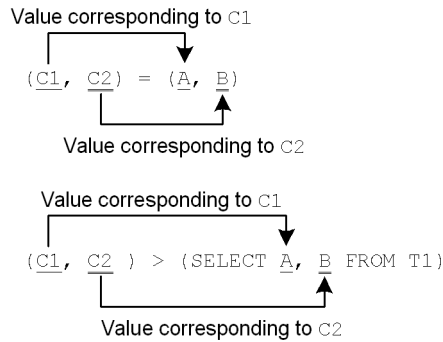 Value corresponding to C1
(C1, C2) = (A, B)
Value corresponding to C2
Value corresponding to C1
(C1, C2 ) > (SELECT A, B FROM T1)
Value corresponding to C2